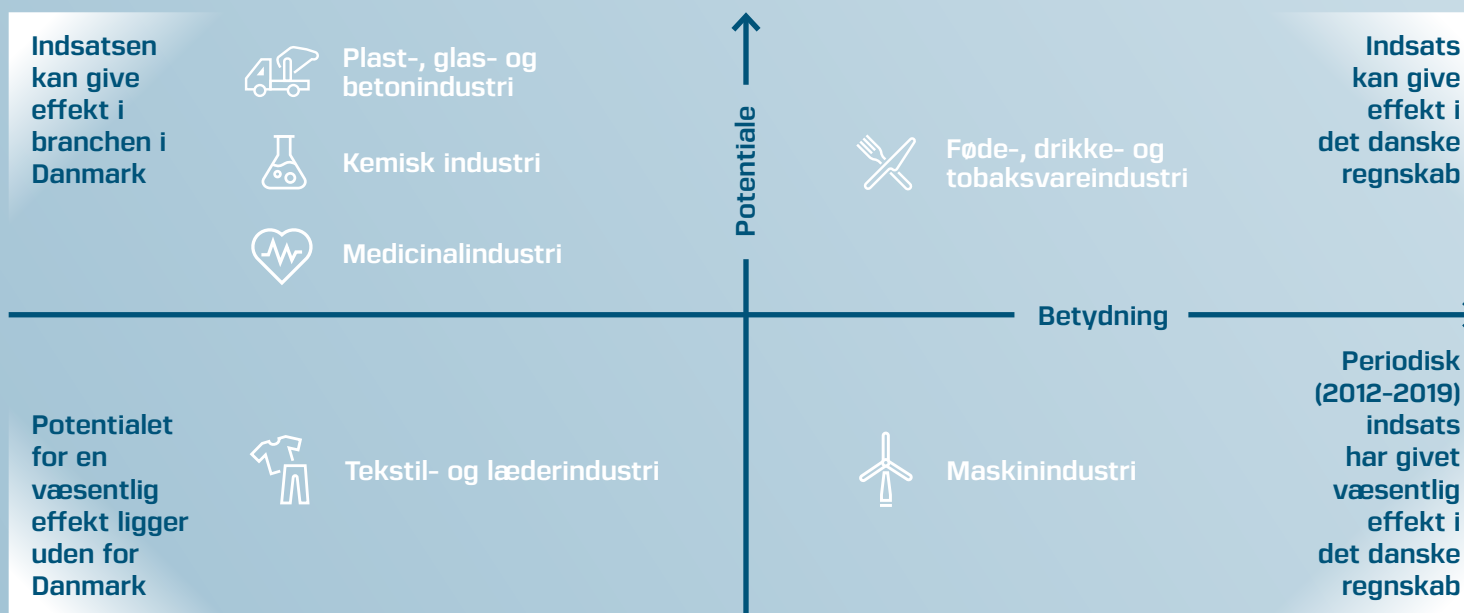 Indsatsen
kan give
effekt i
branchen i
Danmark
Plast-, glas- og
betonindustri
Kemisk industri
Medicinalindustri
Potentiale
Føde-, drikke- og
tobaksvareindustri
Indsats
kan give
effekt i
det danske
regnskab
Betydning
Potentialet
for en
væsentlig
effekt ligger
uden for
Danmark
Tekstil- og læderindustri
Maskinindustri
Periodisk
(2012-2019)
indsats
har givet
væsentlig
effekt i
det danske
regnskab